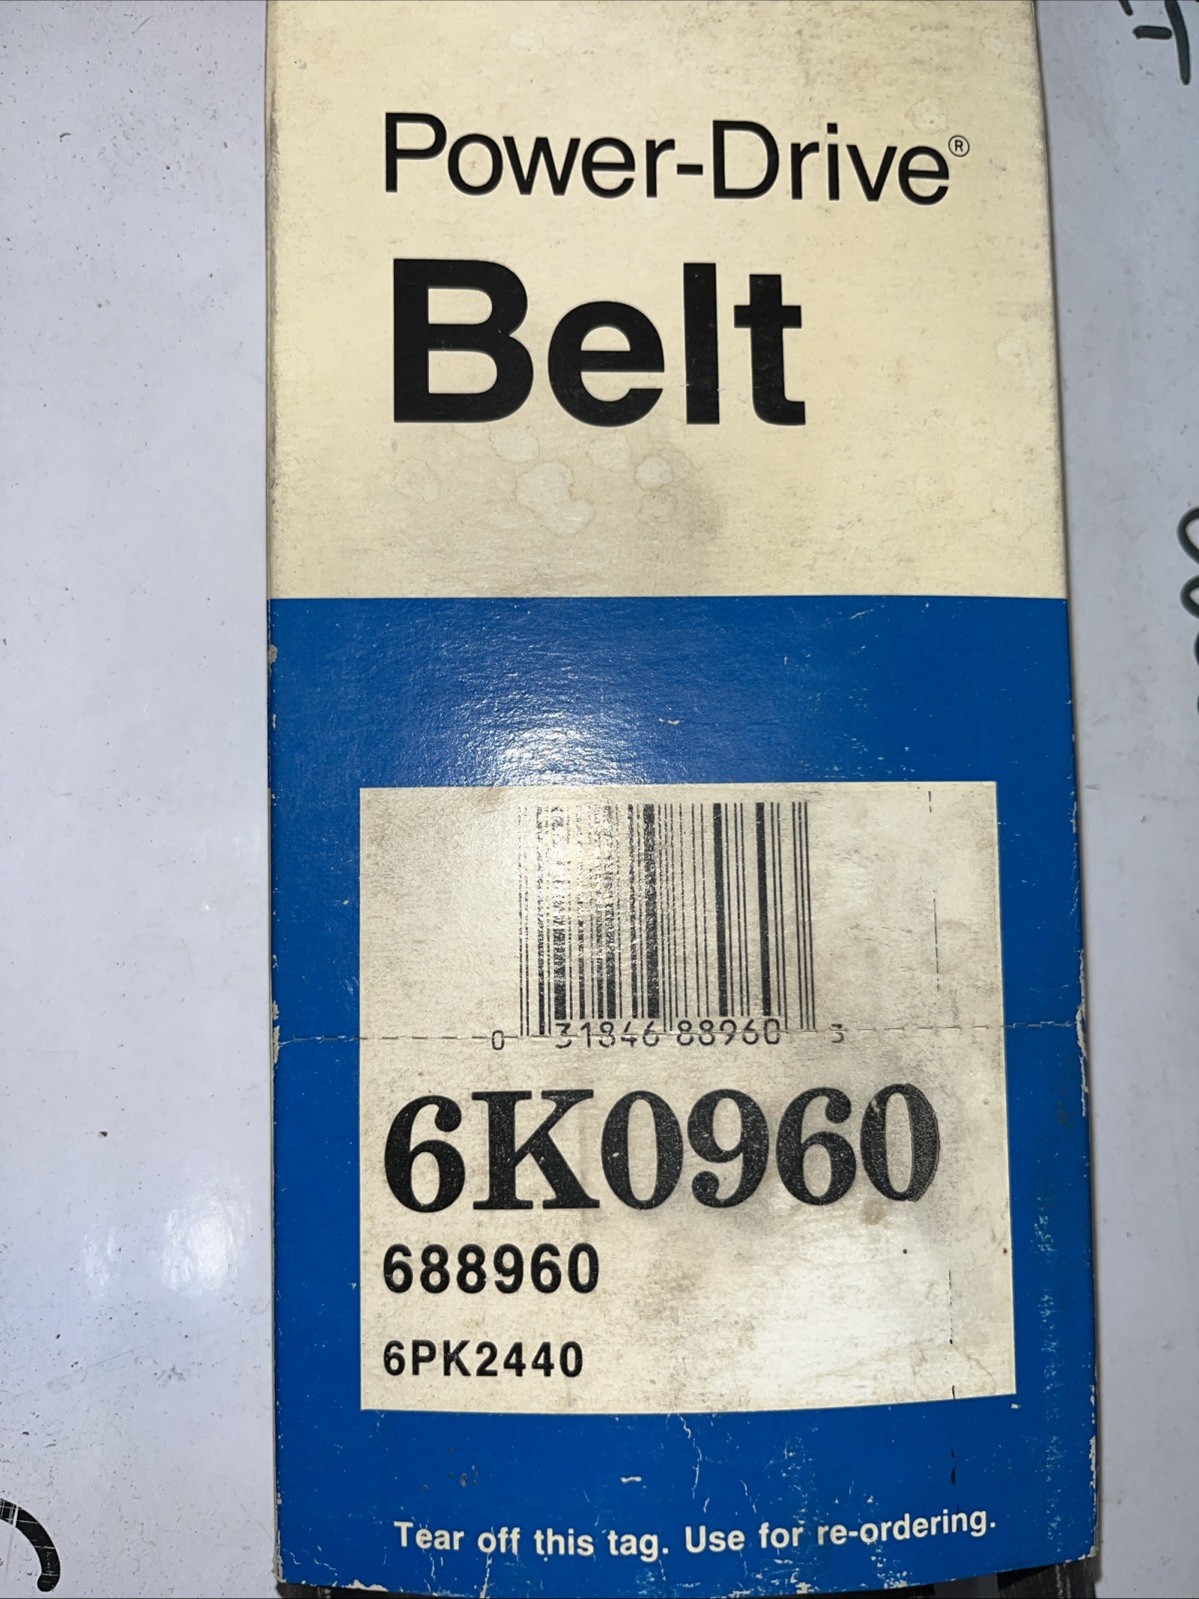 Power-Drive®
Belt
0 31846 88960 3
6K0960
688960
6PK2440
Tear off this tag. Use for re-ordering.